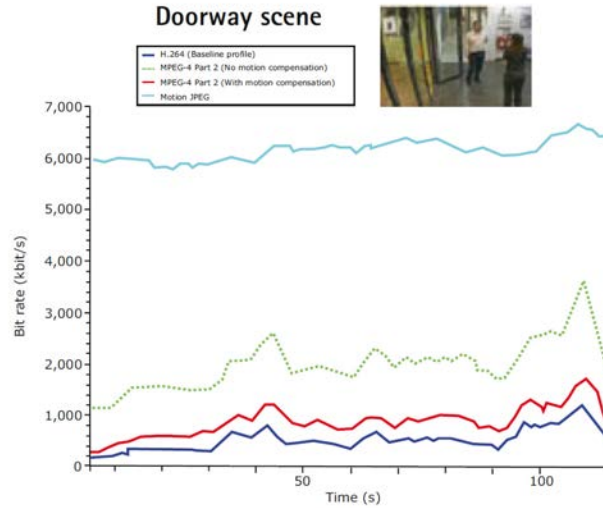 Doorway scene
H.264 (Baseline profile)
MPEG-4 Part 2 (No motion compensation)
MPEG-4 Part 2 (With motion compensation)
Motion JPEG
7,000
6,000
5,000
4,000
3,000
2,000
1,000
0
Bit rate (kbit/s)
50
100
Time (s)